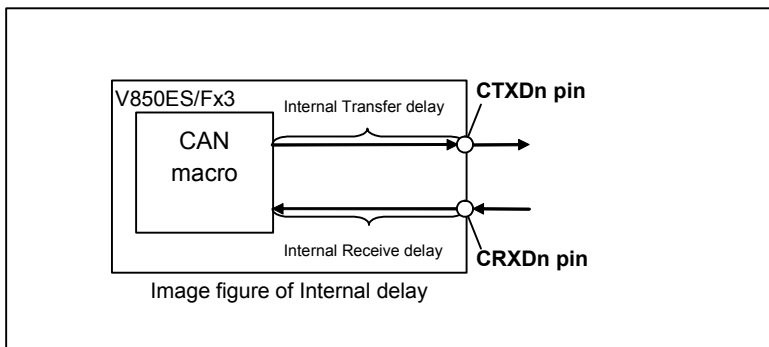 CTXDn pin
V850ES/Fx3
Internal Transfer delay
CAN
macro
Internal Receive delay
CRXDn pin
Image figure of Internal delay